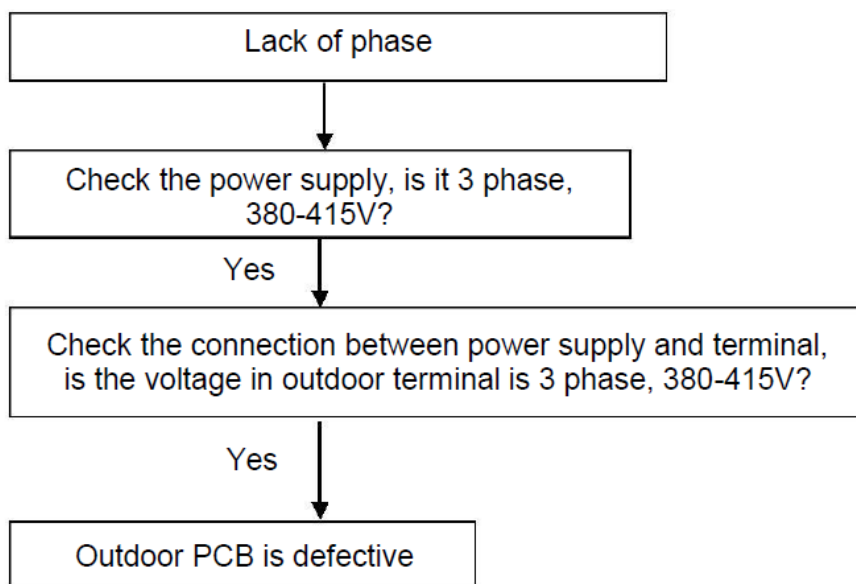 Lack of phase
Check the power supply, is it 3 phase,
380-415V?
Yes
Check the connection between power supply and terminal,
is the voltage in outdoor terminal is 3 phase, 380-415V?
Yes
Outdoor PCB is defective